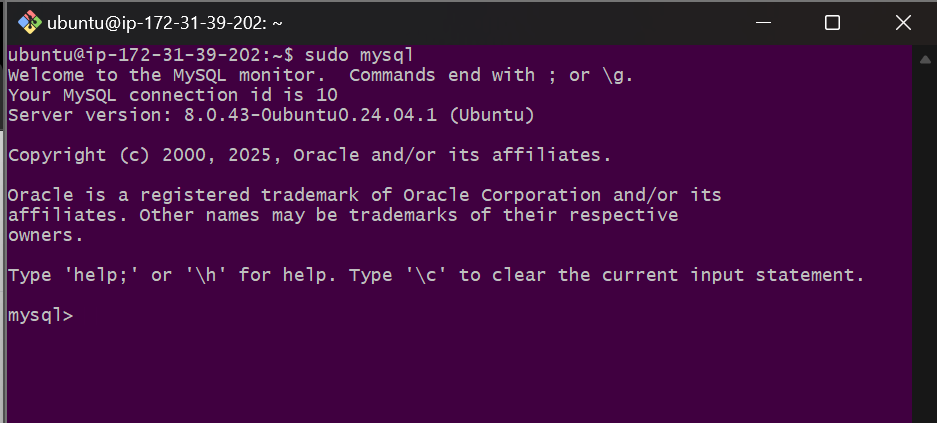 ubuntu@ip-172-31-39-202: ~
ubuntu@ip-172-31-39-202:~$ sudo mysql
Welcome to the MySQL monitor.  Commands end with ; or \g.
Your MySQL connection id is 10
Server version: 8.0.43-0ubuntu0.24.04.1 (Ubuntu)

Copyright (c) 2000, 2025, Oracle and/or its affiliates.

Oracle is a registered trademark of Oracle Corporation and/or its
affiliates. Other names may be trademarks of their respective
owners.

Type 'help;' or '\h' for help. Type '\c' to clear the current input statement.

mysql>